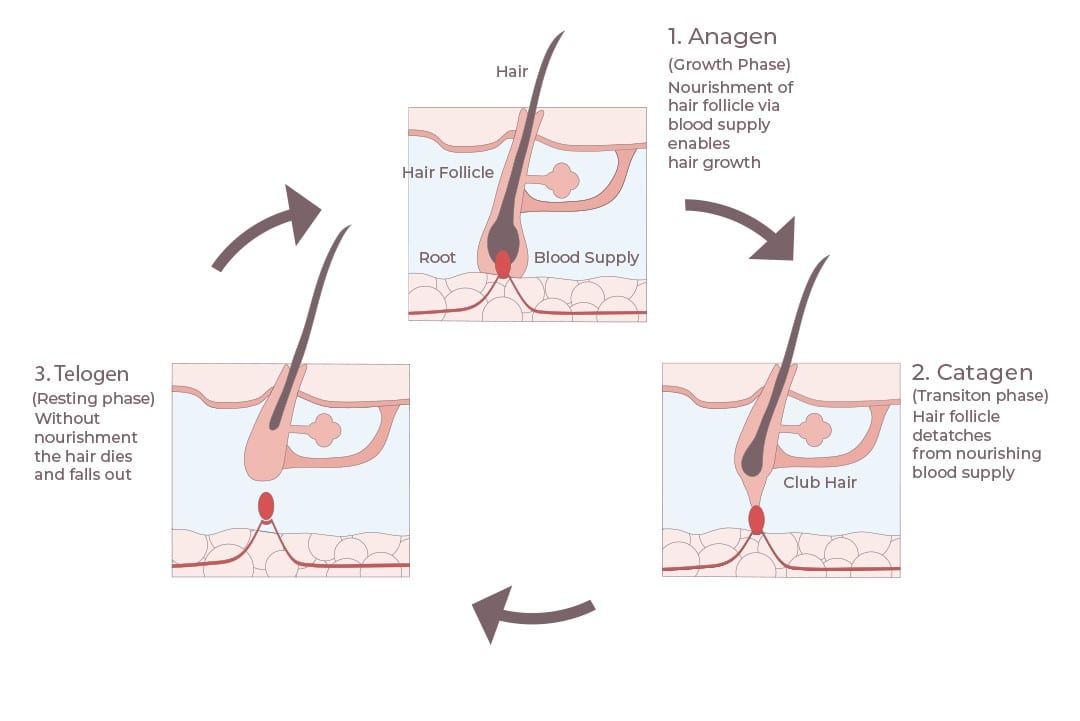 1. Anagen
(Growth Phase)
Nourishment of
hair follicle via
blood supply
enables
hair growth
Hair
Hair Follicle
Root
Blood Supply
2. Catagen
(Transiton phase)
Hair follicle
detatches
from nourishing
blood supply
Club Hair
3. Telogen
(Resting phase)
Without
nourishment
the hair dies
and falls out